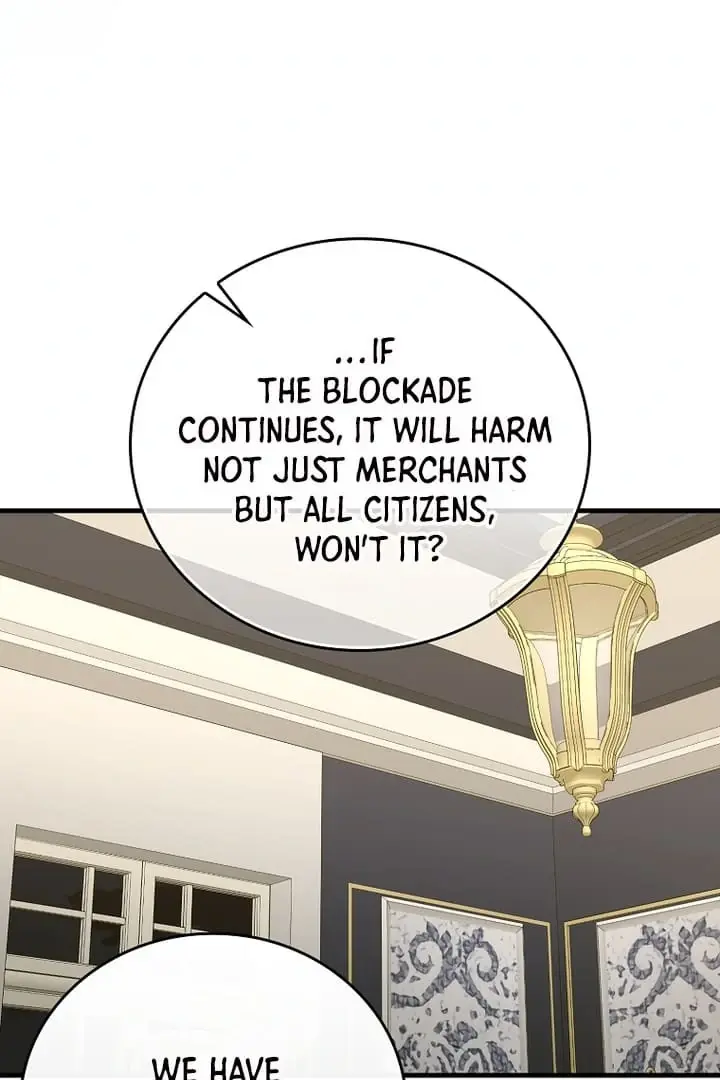 ...IF
THE BLOCKADE
CONTINUES, IT WILL HARM
NOT JUST MERCHANTS
BUT ALL CITIZENS,
WON'T IT?
WE HAVE